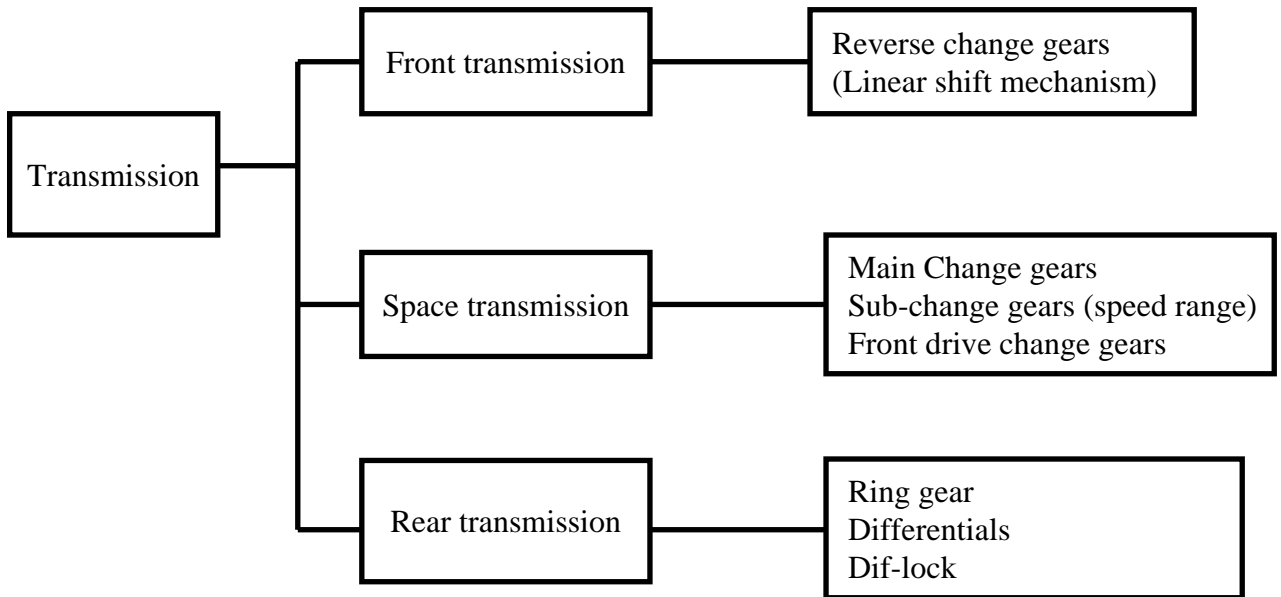 Transmission
Front transmission
Reverse change gears
(Linear shift mechanism)
Space transmission
Main Change gears
Sub-change gears (speed range)
Front drive change gears
Rear transmission
Ring gear
Differentials
Dif-lock